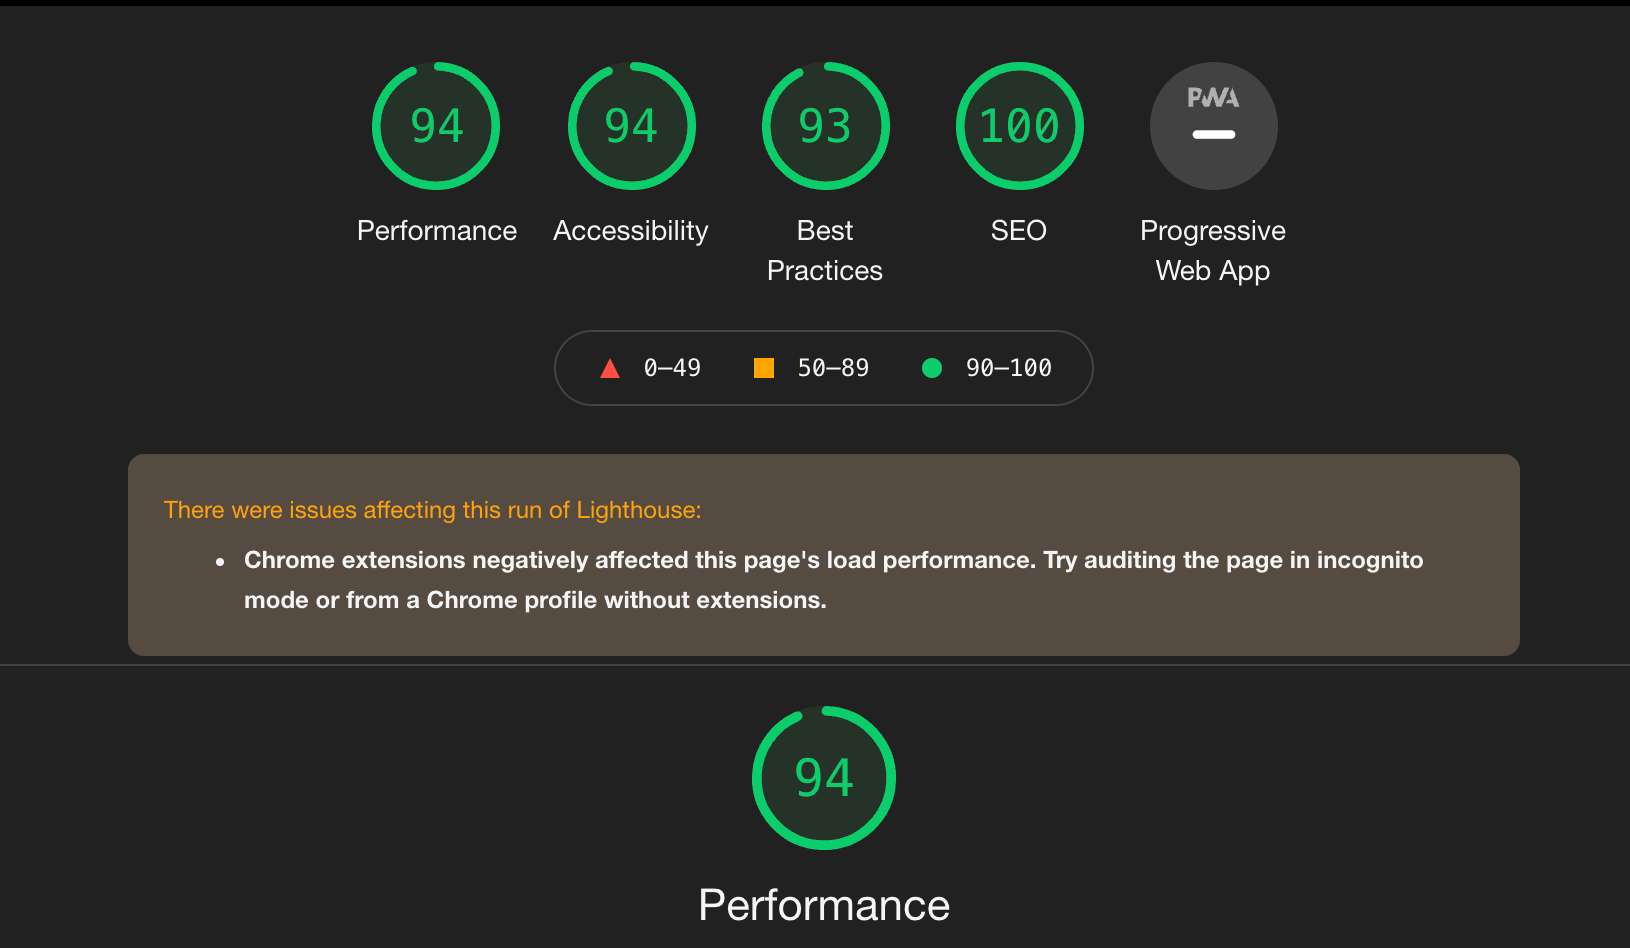 94
94
93
100
PWA
Performance
Accessibility
Best
Practices
SEO
Progressive
Web App
0–49
50–89
90–100
There were issues affecting this run of Lighthouse:
• Chrome extensions negatively affected this page's load performance. Try auditing the page in incognito
mode or from a Chrome profile without extensions.
94
Performance